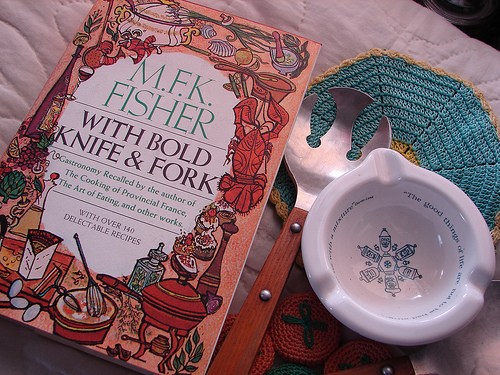 M.F.K.
FISHER
WITH BOLD
KNIFE & FORK
Gastronomy Recalled by the author of
The Cooking of Provincial France,
The Art of Eating, and other works.
WITH OVER 140
DELECTABLE RECIPES
"The good things of the